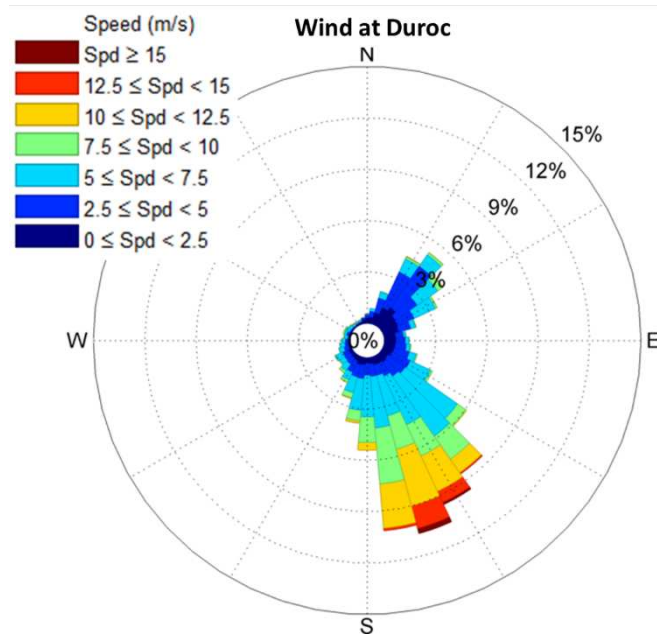 Speed (m/s)
Wind at Duroc
Spd ≥ 15
12.5 ≤ Spd < 15
10 ≤ Spd < 12.5
7.5 ≤ Spd < 10
5 ≤ Spd < 7.5
2.5 ≤ Spd < 5
0 ≤ Spd < 2.5
N
15%
12%
9%
6%
3%
0%
W
E
S